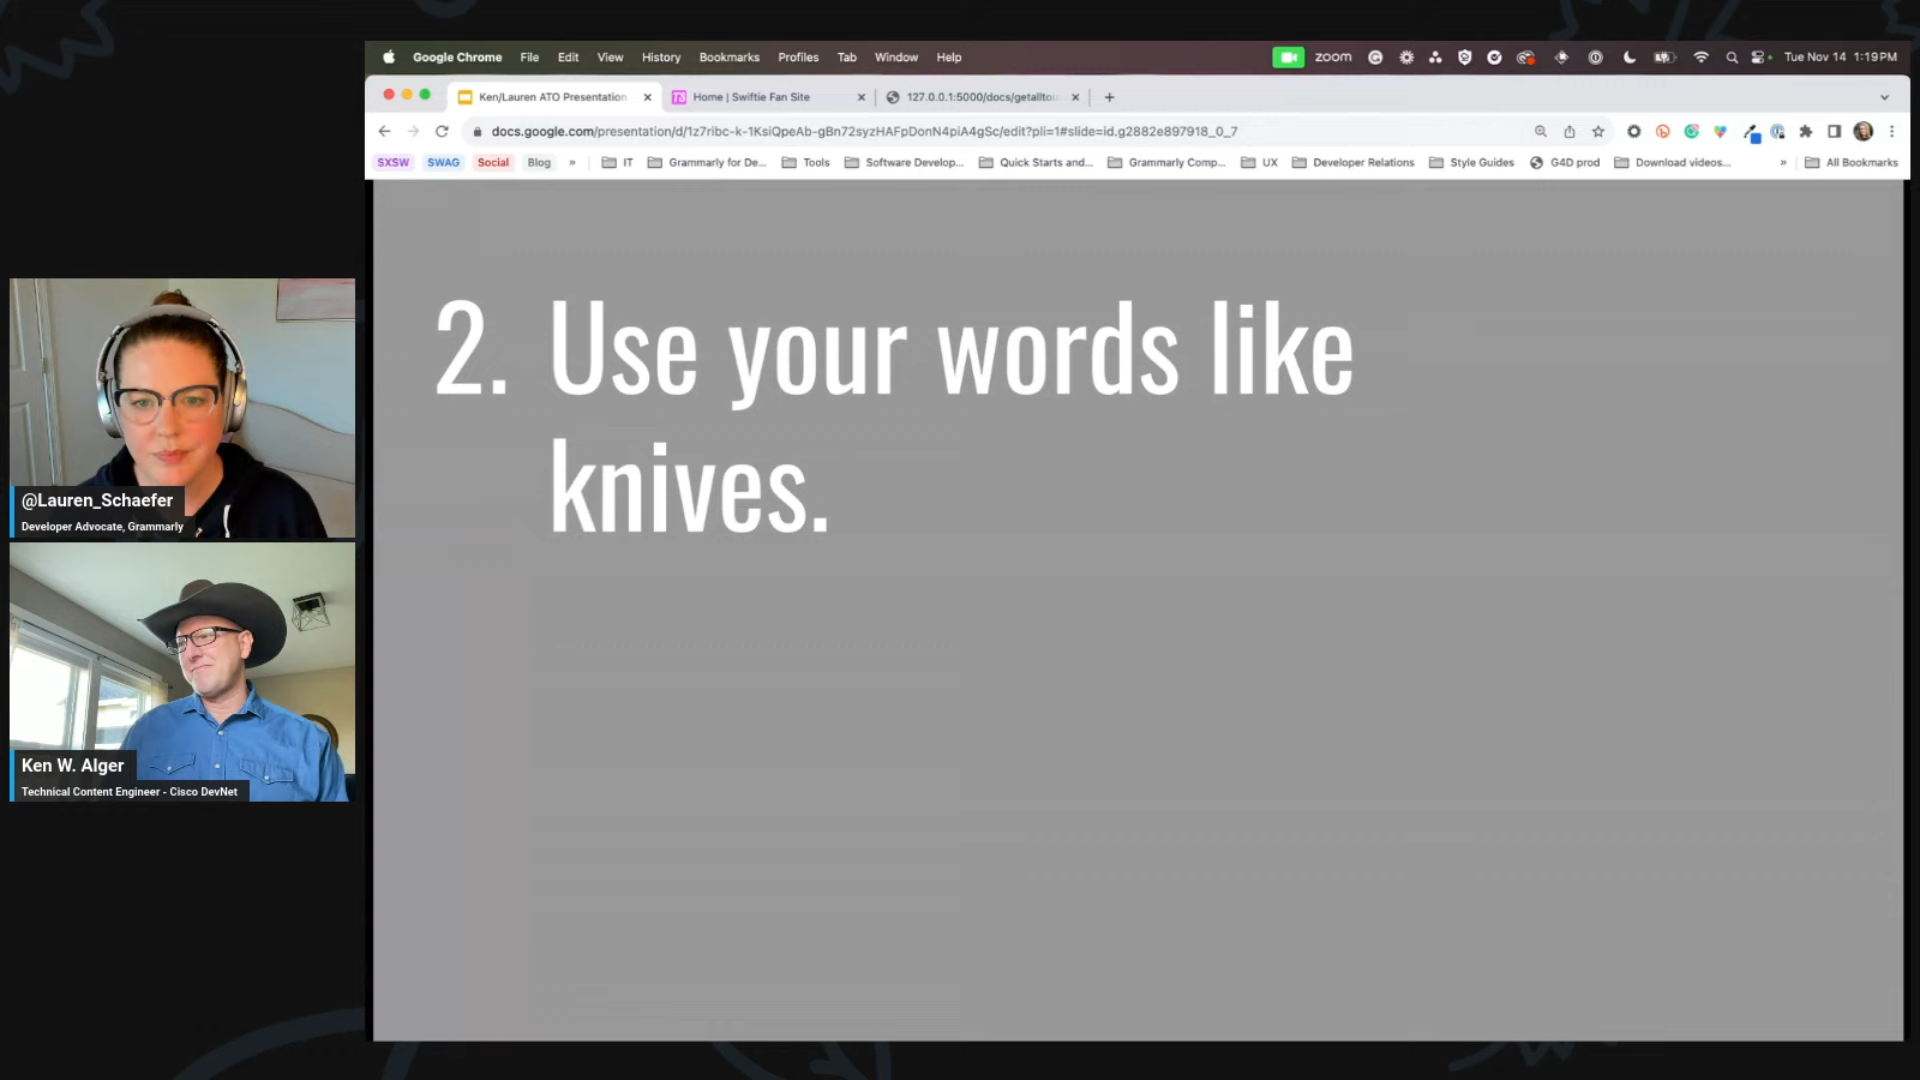 Google Chrome File Edit View History Bookmarks Profiles Tab Window Help
zoom
Tue Nov 14 1:19 PM
Ken/Lauren ATO Presentation
Home | Swiftie Fan Site
127.0.0.1:5000/docs/getallto
docs.google.com/presentation/d/1z7ribc-k-1KsiQpeAb-gBn72syzHAFpDonN4piA4gSc/edit?pli=1#slide=id.g2882e897918_0_7
SXSW SWAG Social Blog » IT Grammarly for De... Tools Software Develop... Quick Starts and... Grammarly Comp... UX Developer Relations Style Guides G4D prod Download videos... » All Bookmarks
2. Use your words like
knives.
@Lauren_Schaefer
Developer Advocate, Grammarly
Ken W. Alger
Technical Content Engineer - Cisco DevNet